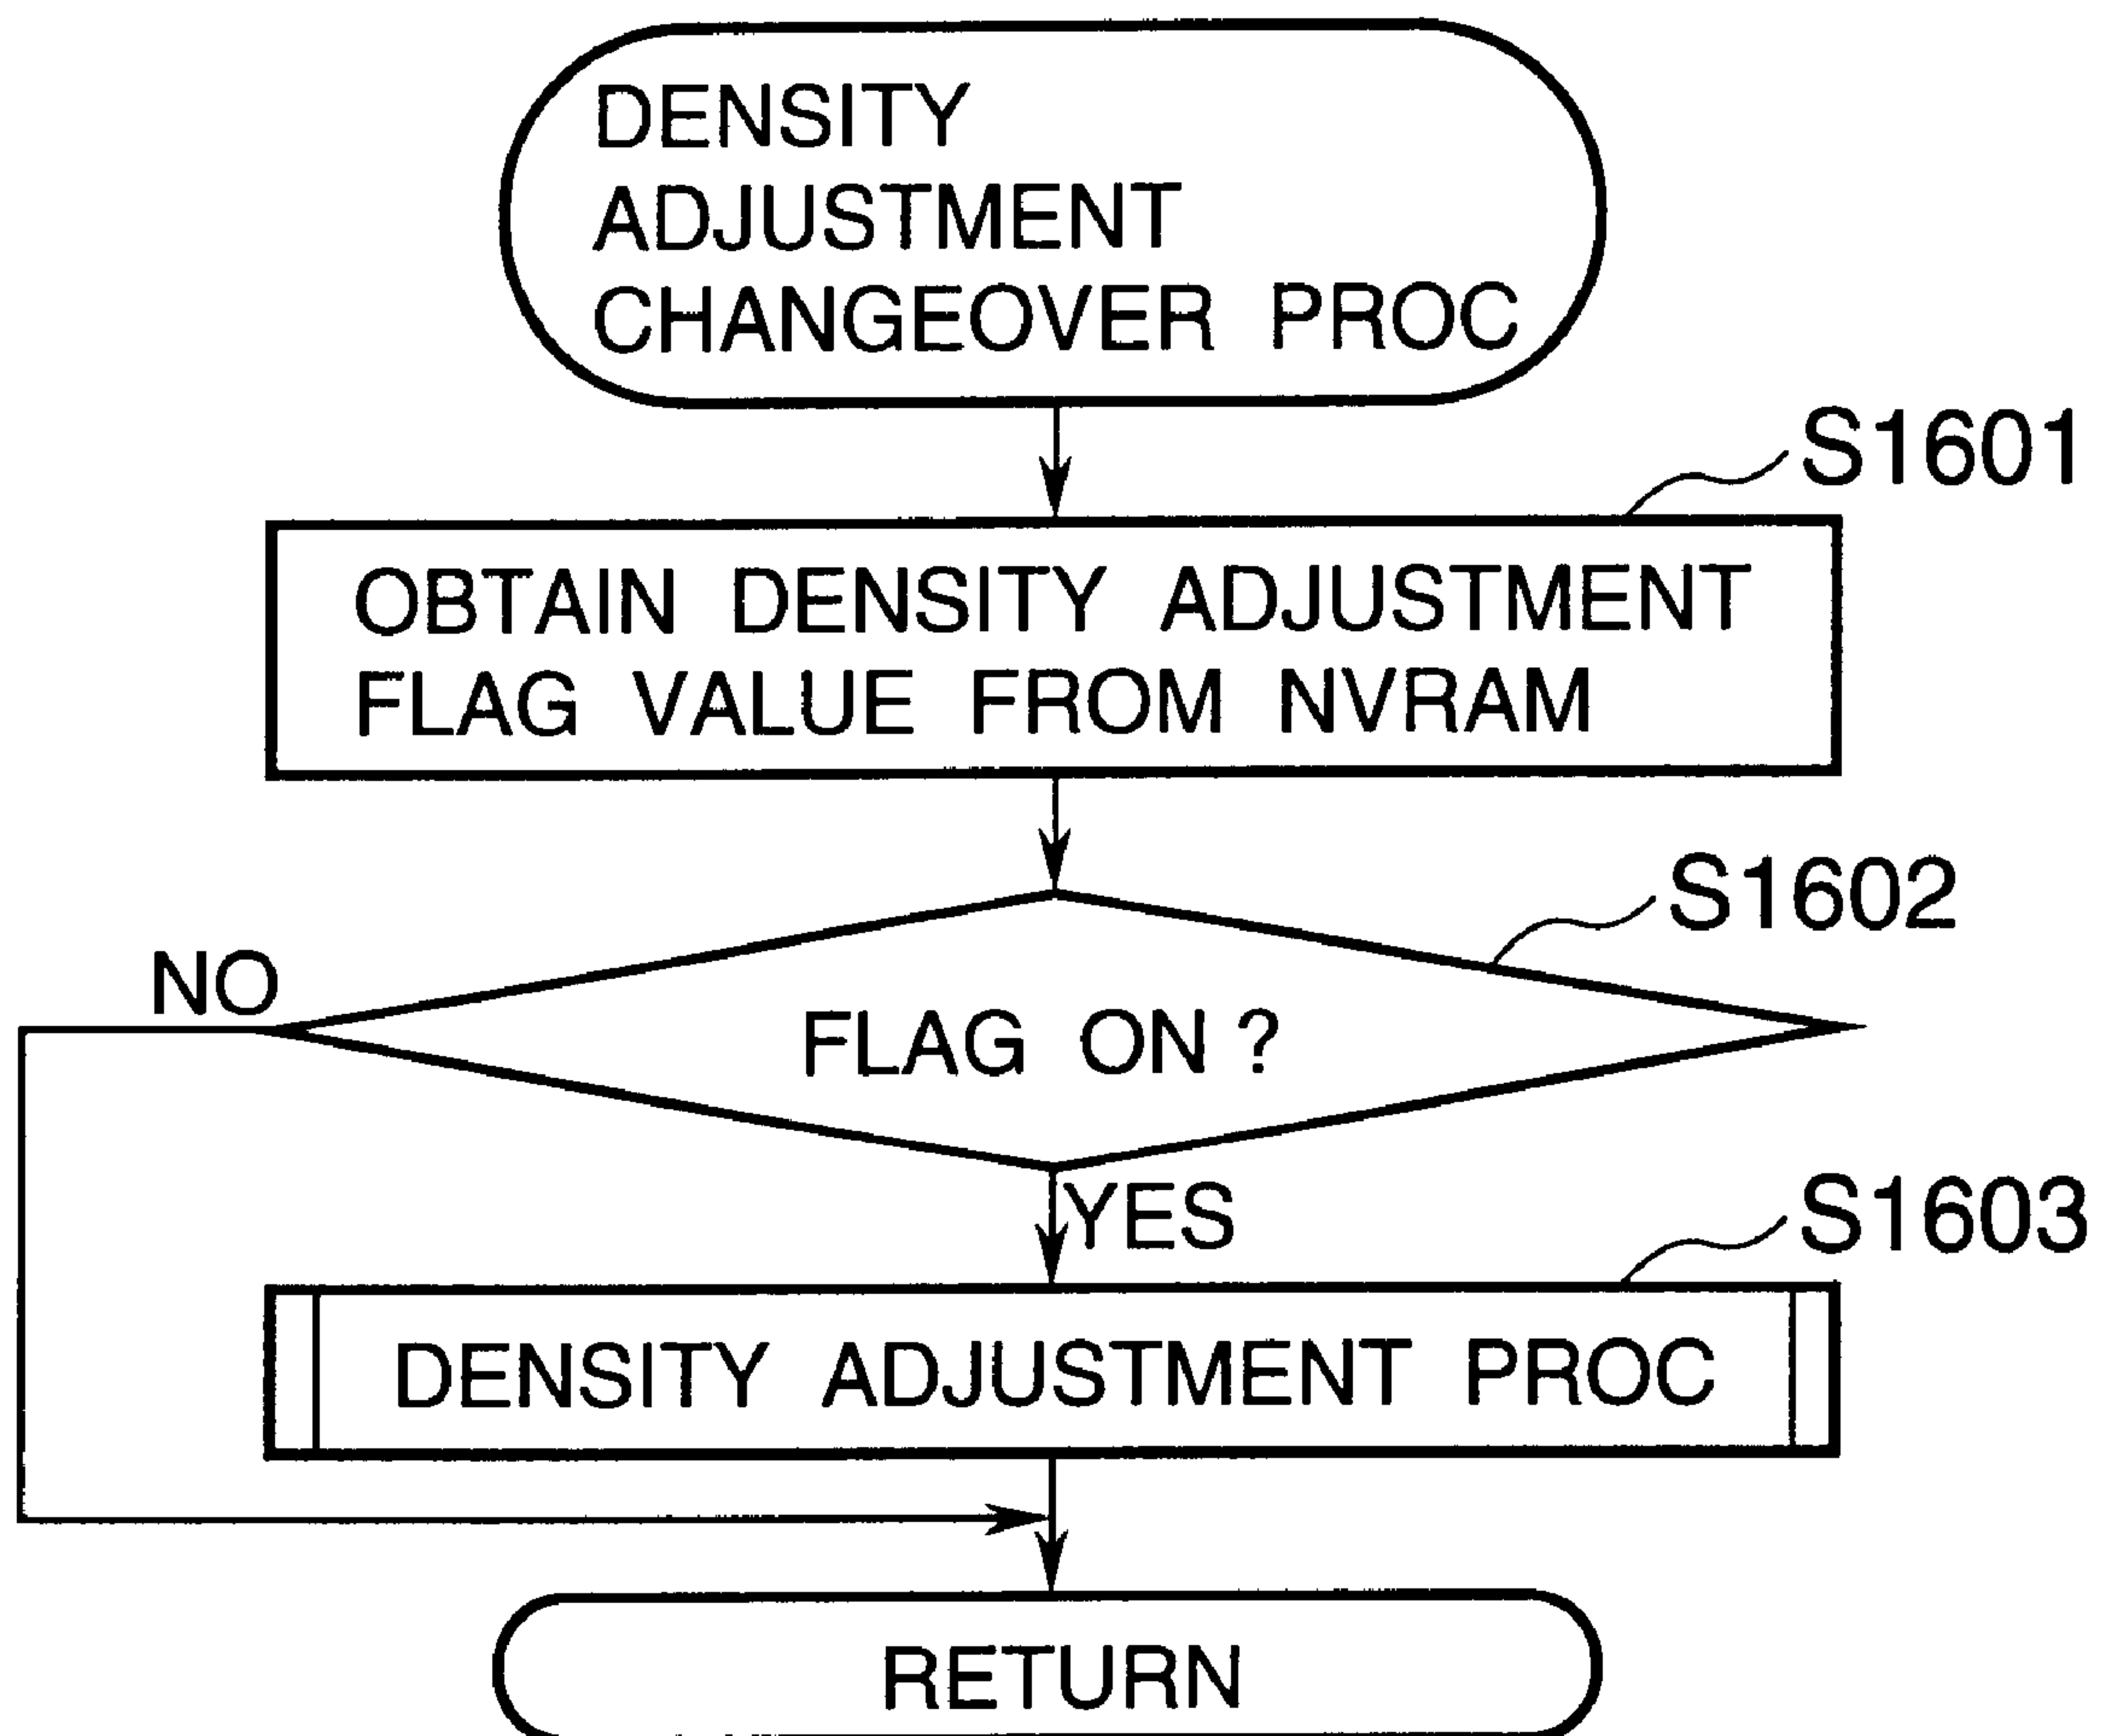 DENSITY
ADJUSTMENT
CHANGEOVER PROC
S1601
OBTAIN DENSITY ADJUSTMENT
FLAG VALUE FROM NVRAM
S1602
NO
FLAG ON ?
YES
S1603
DENSITY ADJUSTMENT PROC
RETURN